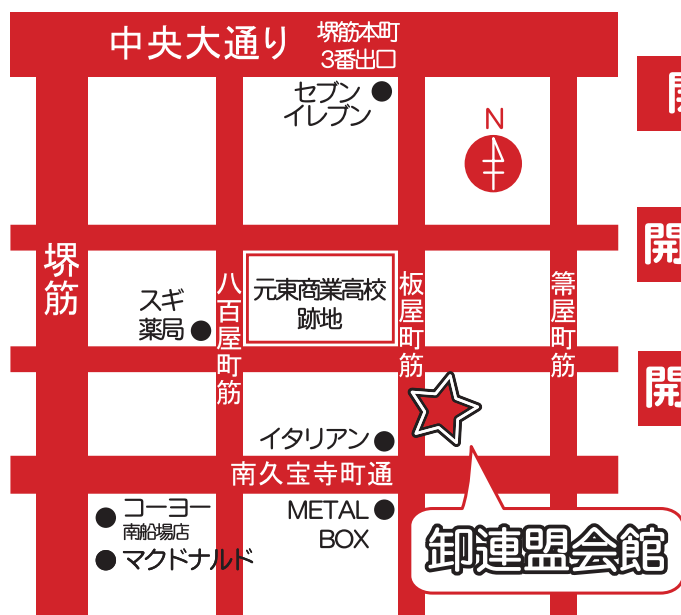 中央大通り
堺筋本町
3番出口
セブン
イレブン
N
開
開
開
堺筋
八百屋町筋
元東商業高校
跡地
板屋町筋
箒屋町筋
スギ
薬局
イタリアン
南久宝寺町通
コーヨー
南船場店
マクドナルド
METAL
BOX
卸連盟会館